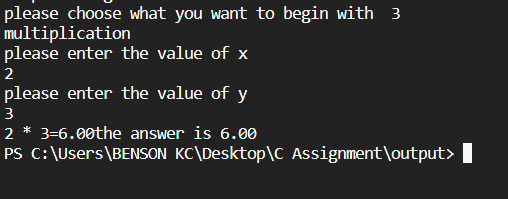 please choose what you want to begin with  3
multiplication
please enter the value of x
2
please enter the value of y
3
2 * 3=6.00the answer is 6.00
PS C:\Users\BENSON KC\Desktop\C Assignment\output>